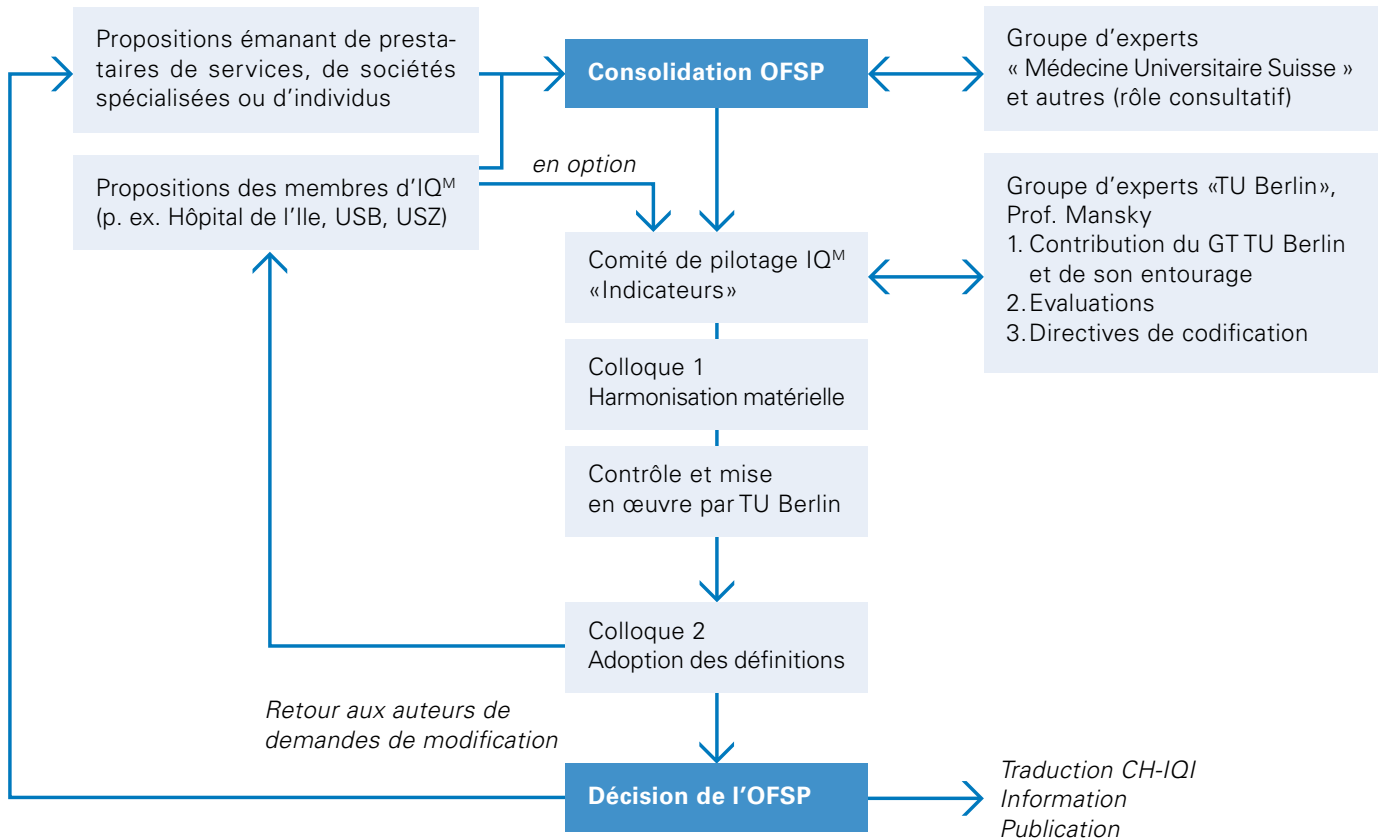 Propositions émanant de presta-
taires de services, de sociétés
spécialisées ou d'individus
Consolidation OFSP
Groupe d'experts
« Médecine Universitaire Suisse »
et autres (rôle consultatif)
Propositions des membres d'IQᴹ
(p. ex. Hôpital de l'Ile, USB, USZ)
en option
Comité de pilotage IQᴹ
«Indicateurs»
Groupe d'experts «TU Berlin»,
Prof. Mansky
1. Contribution du GT TU Berlin
et de son entourage
2. Evaluations
3. Directives de codification
Colloque 1
Harmonisation matérielle
Contrôle et mise
en œuvre par TU Berlin
Colloque 2
Adoption des définitions
Retour aux auteurs de
demandes de modification
Décision de l'OFSP
Traduction CH-IQI
Information
Publication